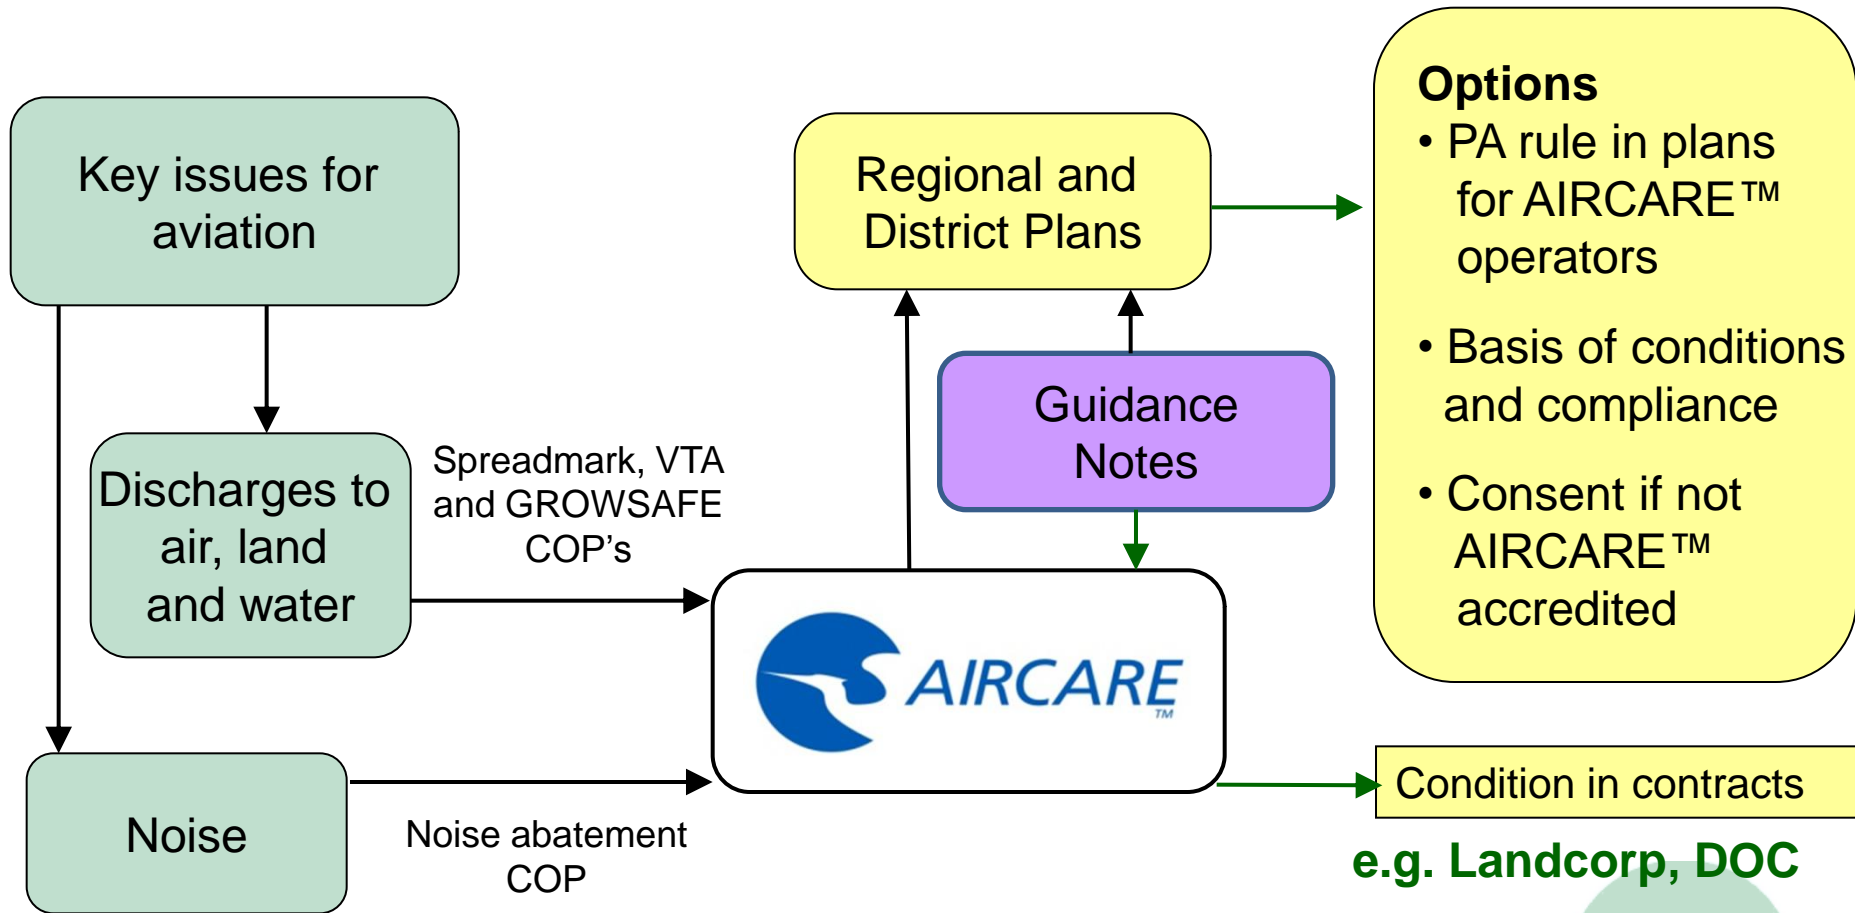 Key issues for
aviation
Discharges to
air, land
and water
Noise
Spreadmark, VTA
and GROWSAFE
COP's
Noise abatement
COP
Regional and
District Plans
Guidance
Notes
AIRCARE
TM
Options
• PA rule in plans
for AIRCARE™
operators
• Basis of conditions
and compliance
• Consent if not
AIRCARE™
accredited
Condition in contracts
e.g. Landcorp, DOC